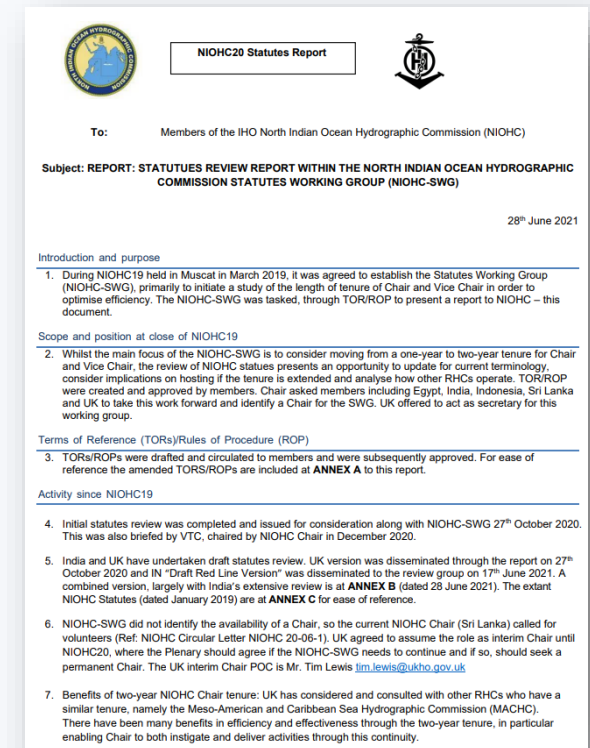 NORTH INDIAN OCEAN HYDROGRAPHIC COMMISSION
NIOHC20 Statutes Report
To: Members of the IHO North Indian Ocean Hydrographic Commission (NIOHC)
Subject: REPORT: STATUTUES REVIEW REPORT WITHIN THE NORTH INDIAN OCEAN HYDROGRAPHIC
COMMISSION STATUTES WORKING GROUP (NIOHC-SWG)
28th June 2021
Introduction and purpose
1. During NIOHC19 held in Muscat in March 2019, it was agreed to establish the Statutes Working Group
(NIOHC-SWG), primarily to initiate a study of the length of tenure of Chair and Vice Chair in order to
optimise efficiency. The NIOHC-SWG was tasked, through TOR/ROP to present a report to NIOHC – this
document.
Scope and position at close of NIOHC19
2. Whilst the main focus of the NIOHC-SWG is to consider moving from a one-year to two-year tenure for Chair
and Vice Chair, the review of NIOHC statues presents an opportunity to update for current terminology,
consider implications on hosting if the tenure is extended and analyse how other RHCs operate. TOR/ROP
were created and approved by members. Chair asked members including Egypt, India, Indonesia, Sri Lanka
and UK to take this work forward and identify a Chair for the SWG. UK offered to act as secretary for this
working group.
Terms of Reference (TORs)/Rules of Procedure (ROP)
3. TORs/ROPs were drafted and circulated to members and were subsequently approved. For ease of
reference the amended TORS/ROPs are included at ANNEX A to this report.
Activity since NIOHC19
4. Initial statutes review was completed and issued for consideration along with NIOHC-SWG 27th October 2020.
This was also briefed by VTC, chaired by NIOHC Chair in December 2020.
5. India and UK have undertaken draft statutes review. UK version was disseminated through the report on 27th
October 2020 and IN "Draft Red Line Version" was disseminated to the review group on 17th June 2021. A
combined version, largely with India's extensive review is at ANNEX B (dated 28 June 2021). The extant
NIOHC Statutes (dated January 2019) are at ANNEX C for ease of reference.
6. NIOHC-SWG did not identify the availability of a Chair, so the current NIOHC Chair (Sri Lanka) called for
volunteers (Ref: NIOHC Circular Letter NIOHC 20-06-1). UK agreed to assume the role as interim Chair until
NIOHC20, where the Plenary should agree if the NIOHC-SWG needs to continue and if so, should seek a
permanent Chair. The UK interim Chair POC is Mr. Tim Lewis tim.lewis@ukho.gov.uk
7. Benefits of two-year NIOHC Chair tenure: UK has considered and consulted with other RHCs who have a
similar tenure, namely the Meso-American and Caribbean Sea Hydrographic Commission (MACHC).
There have been many benefits in efficiency and effectiveness through the two-year tenure, in particular
enabling Chair to both instigate and deliver activities through this continuity.